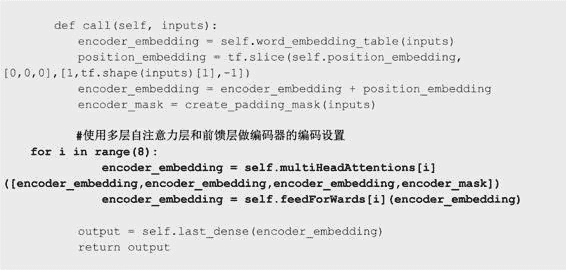 def call(self, inputs):
encoder_embedding = self.word_embedding_table(inputs)
position_embedding = tf.slice(self.position_embedding,
[0,0,0],[1,tf.shape(inputs)[1],-1])
encoder_embedding = encoder_embedding + position_embedding
encoder_mask = create_padding_mask(inputs)
#使用多层自注意力层和前馈层做编码器的编码设置
for i in range(8):
encoder_embedding = self.multiHeadAttentions[i]
([encoder_embedding,encoder_embedding,encoder_embedding,encoder_mask])
encoder_embedding = self.feedForWards[i](encoder_embedding)
output = self.last_dense(encoder_embedding)
return output